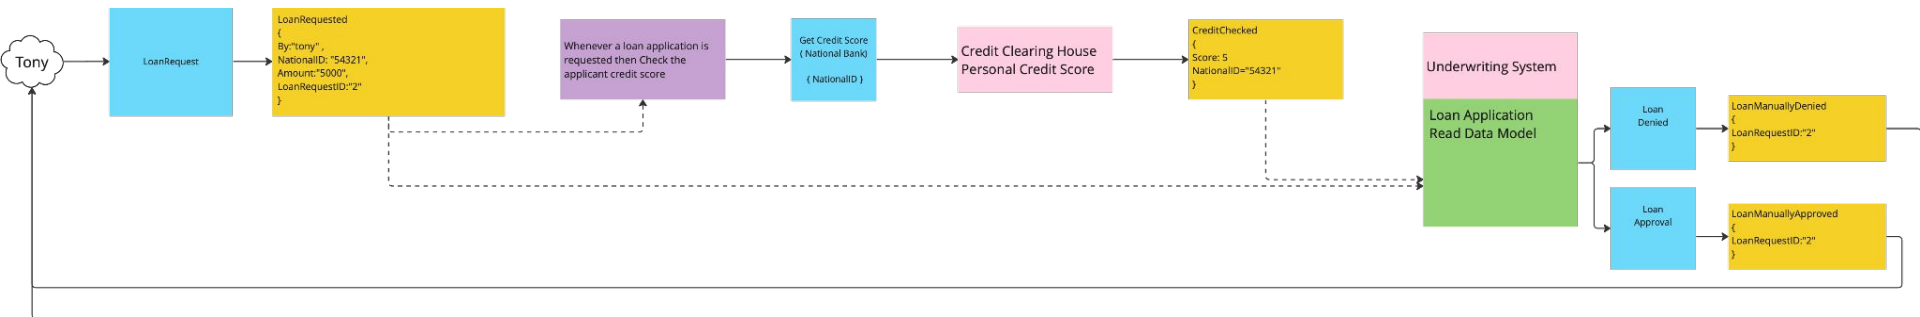 Tony
LoanRequest
LoanRequested
{
By:"tony" ,
NationalID: "54321",
Amount:"5000",
LoanRequestID:"2"
}
Whenever a loan application is
requested then Check the
applicant credit score
Get Credit Score
( National Bank)
{ NationalID }
Credit Clearing House
Personal Credit Score
CreditChecked
{
Score: 5
NationalID="54321"
}
Underwriting System
Loan Application
Read Data Model
Loan
Denied
LoanManuallyDenied
{
LoanRequestID:"2"
}
Loan
Approval
LoanManuallyApproved
{
LoanRequestID:"2"
}